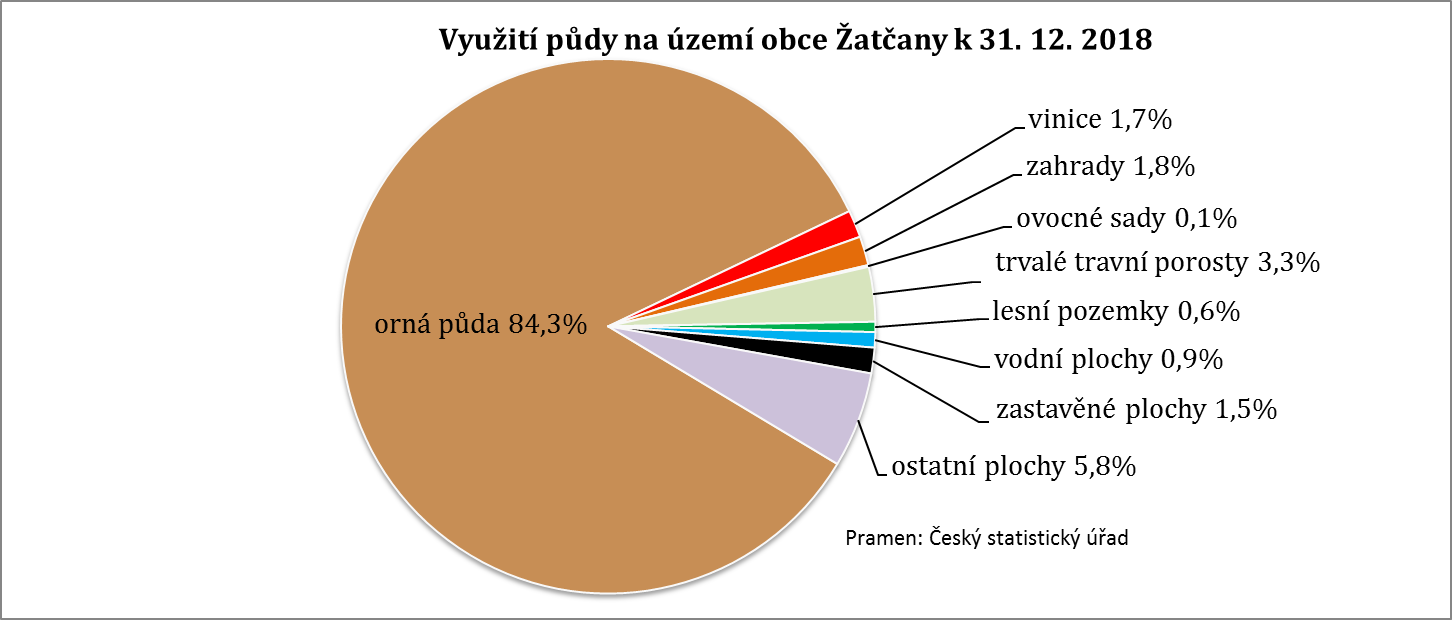 Využití půdy na území obce Žatčany k 31. 12. 2018
vinice 1,7%
zahrady 1,8%
ovocné sady 0,1%
trvalé travní porosty 3,3%
lesní pozemky 0,6%
orná půda 84,3%
vodní plochy 0,9%
zastavěné plochy 1,5%
ostatní plochy 5,8%
Pramen: Český statistický úřad